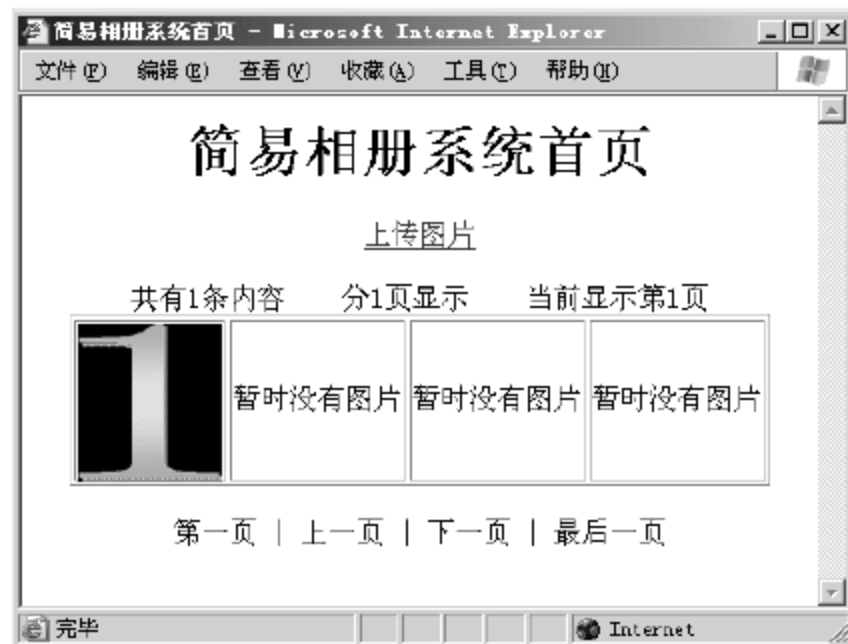 简易相册系统首页 - Microsoft Internet Explorer
文件(F) 编辑(E) 查看(V) 收藏(A) 工具(T) 帮助(H)
简易相册系统首页
上传图片
共有1条内容 分1页显示 当前显示第1页
1 暂时没有图片 暂时没有图片 暂时没有图片
第一页 | 上一页 | 下一页 | 最后一页
完毕 Internet